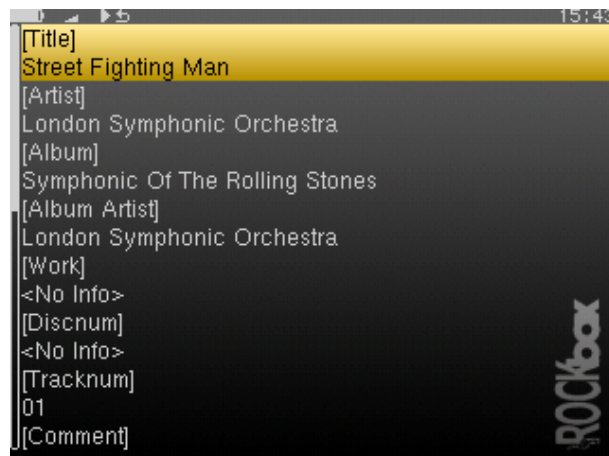 15:43
[Title]
Street Fighting Man
[Artist]
London Symphonic Orchestra
[Album]
Symphonic Of The Rolling Stones
[Album Artist]
London Symphonic Orchestra
[Work]
<No Info>
[Discnum]
<No Info>
[Tracknum]
01
[Comment]
ROCKbox